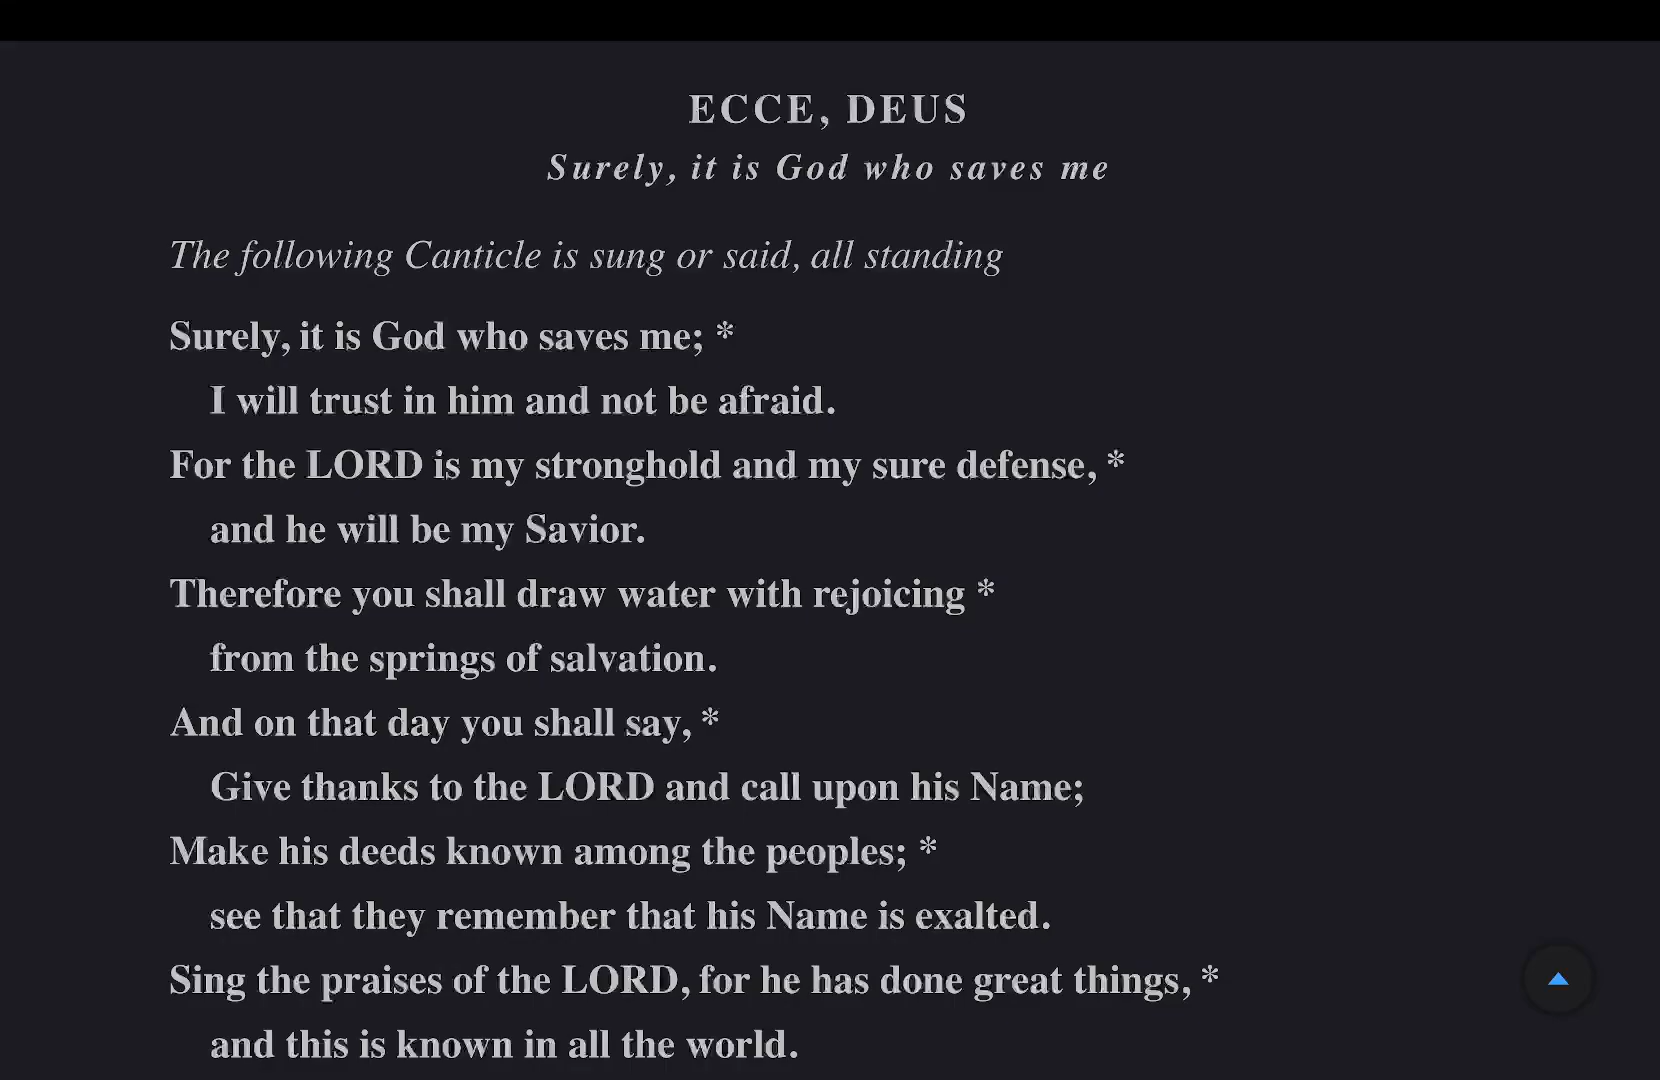 ECCE, DEUS
Surely, it is God who saves me
The following Canticle is sung or said, all standing
Surely, it is God who saves me; *
I will trust in him and not be afraid.
For the LORD is my stronghold and my sure defense, *
and he will be my Savior.
Therefore you shall draw water with rejoicing *
from the springs of salvation.
And on that day you shall say, *
Give thanks to the LORD and call upon his Name;
Make his deeds known among the peoples; *
see that they remember that his Name is exalted.
Sing the praises of the LORD, for he has done great things, *
and this is known in all the world.